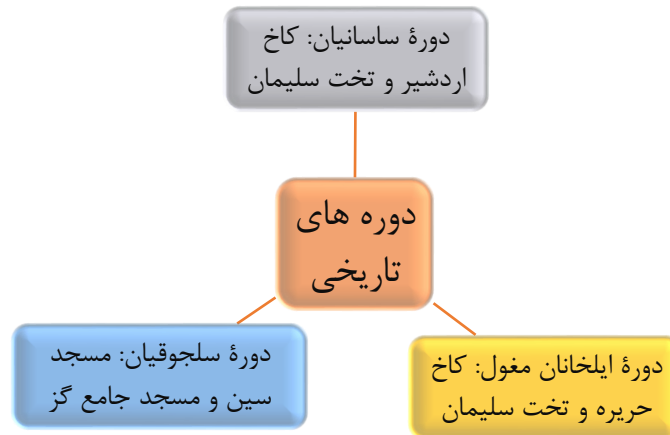 دورهٔ ساسانیان: کاخ
اردشیر و تخت سلیمان
دوره های
تاریخی
دورهٔ ایلخانان مغول: کاخ
حریره و تخت سلیمان
دورهٔ سلجوقیان: مسجد
سین و مسجد جامع گز